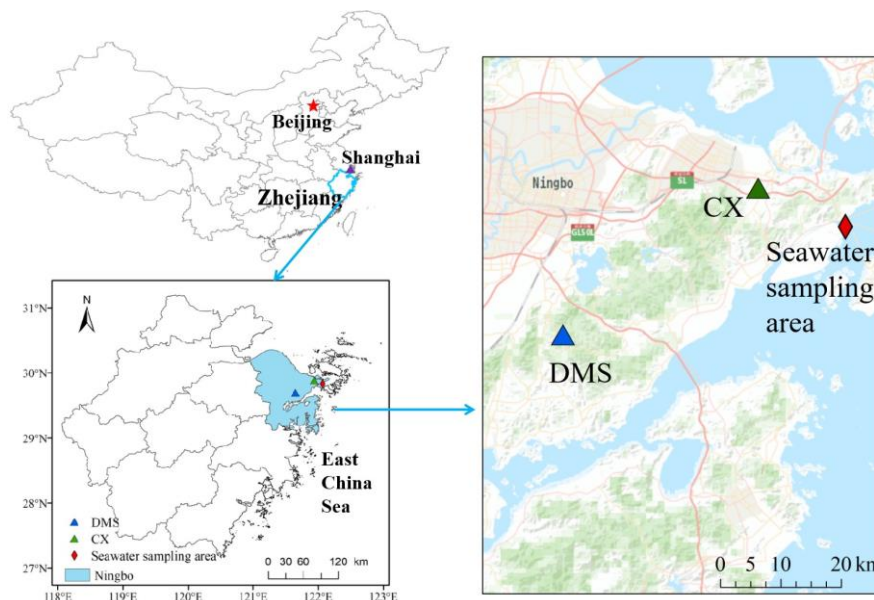 Beijing
Shanghai
Zhejiang
N
31°N
30°N
29°N
28°N
27°N
118°E
119°E
120°E
121°E
122°E
123°E
East
China
Sea
DMS
CX
Seawater sampling area
Ningbo
0 30 60 120 km
Ningbo
SL
CX
Seawater
sampling
area
DMS
0 5 10 20 km